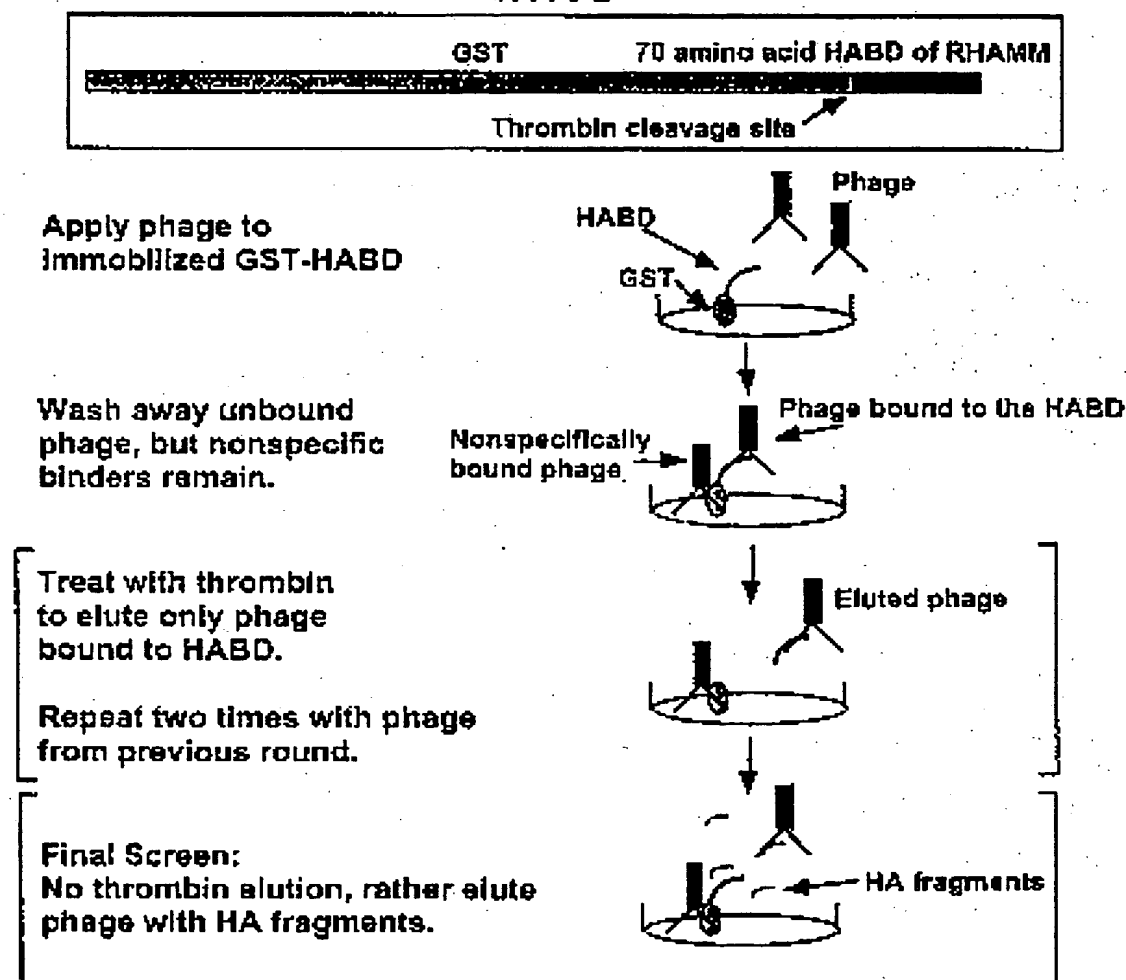 GST 70 amino acid HABD of RHAMM
Thrombin cleavage site
Apply phage to
immobilized GST-HABD
HABD
GST
Phage
Wash away unbound
phage, but nonspecific
binders remain.
Nonspecifically
bound phage
Phage bound to the HABD
Treat with thrombin
to elute only phage
bound to HABD.
Repeat two times with phage
from previous round.
Eluted phage
Final Screen:
No thrombin elution, rather elute
phage with HA fragments.
HA fragments